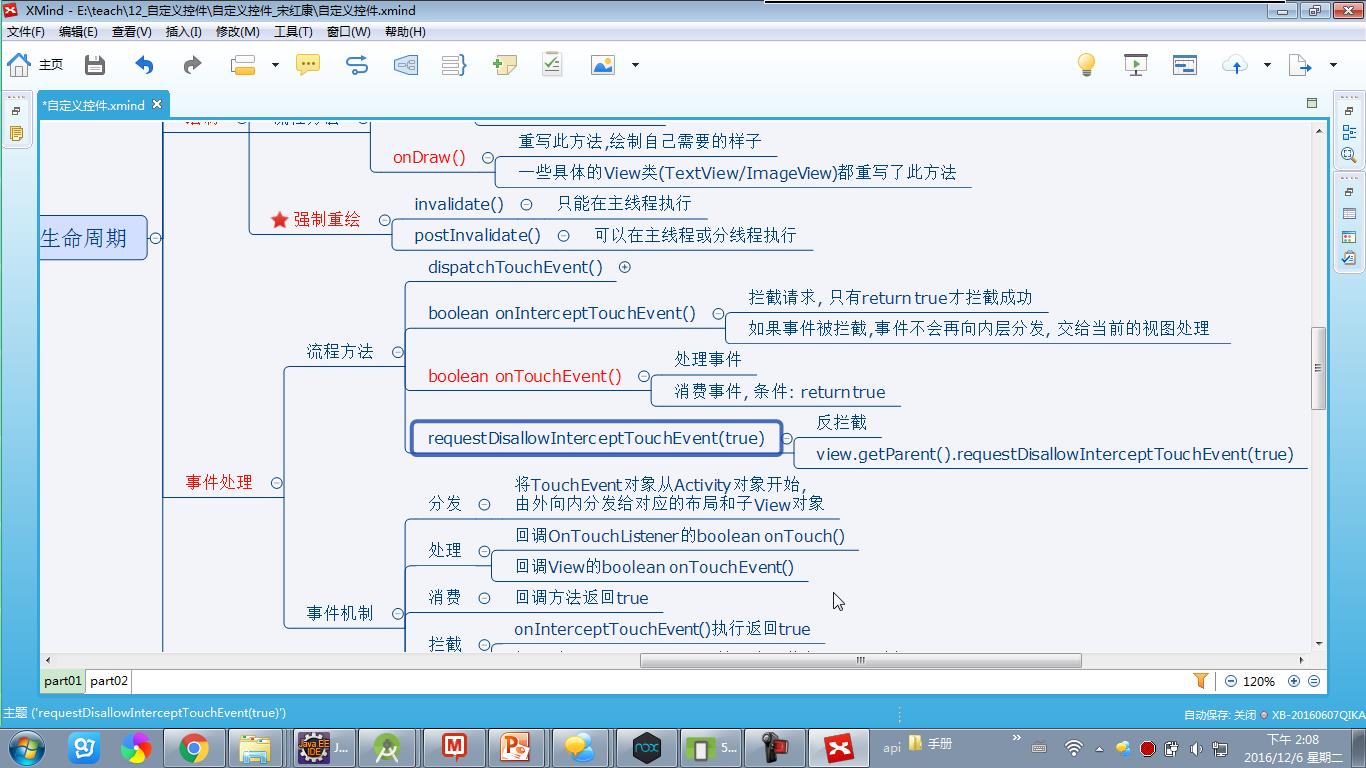 XMind - E:\teach\12_自定义控件\自定义控件_宋红康\自定义控件.xmind
文件(F) 编辑(E) 查看(V) 插入(I) 修改(M) 工具(T) 窗口(W) 帮助(H)
主页
*自定义控件.xmind
重写此方法,绘制自己需要的样子
onDraw()
一些具体的View类(TextView/ImageView)都重写了此方法
invalidate() 只能在主线程执行
强制重绘
生命周期
postInvalidate() 可以在主线程或分线程执行
dispatchTouchEvent()
拦截请求, 只有return true才拦截成功
boolean onInterceptTouchEvent()
如果事件被拦截,事件不会再向内层分发, 交给当前的视图处理
流程方法
处理事件
boolean onTouchEvent()
消费事件, 条件: return true
反拦截
requestDisallowInterceptTouchEvent(true)
view.getParent().requestDisallowInterceptTouchEvent(true)
事件处理
将TouchEvent对象从Activity对象开始,
分发
由外向内分发给对应的布局和子View对象
回调OnTouchListener的boolean onTouch()
处理
回调View的boolean onTouchEvent()
消费 回调方法返回true
事件机制
onInterceptTouchEvent()执行返回true
拦截
part01 part02
120%
主题 ('requestDisallowInterceptTouchEvent(true)')
自动保存: 关闭 XB-20160607QIKA
J...
5...
api 手册
下午 2:08
2016/12/6 星期二